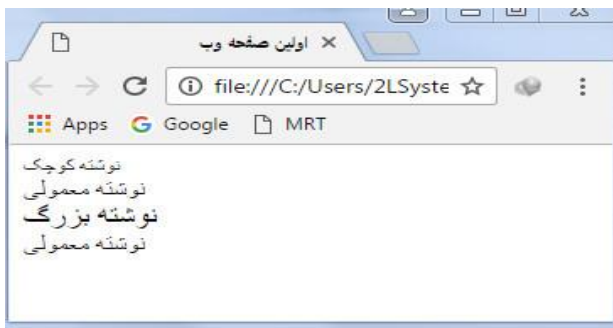 اولین صفحه وب
file:///C:/Users/2LSyste
Apps Google MRT
نوشته کوچک
نوشته معمولی
نوشته بزرگ
نوشته معمولی